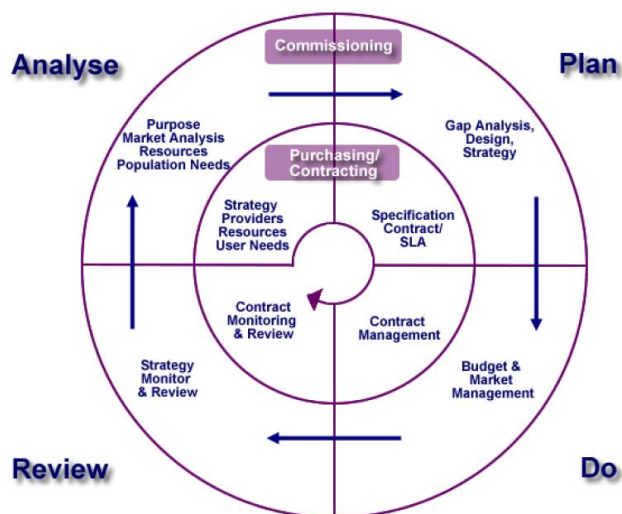 Analyse
Commissioning
Plan
Purpose
Market Analysis
Resources
Population Needs
Gap Analysis,
Design,
Strategy
Purchasing/
Contracting
Strategy
Providers
Resources
User Needs
Specification
Contract/
SLA
Contract
Monitoring
& Review
Contract
Management
Strategy
Monitor
& Review
Budget &
Market
Management
Review
Do